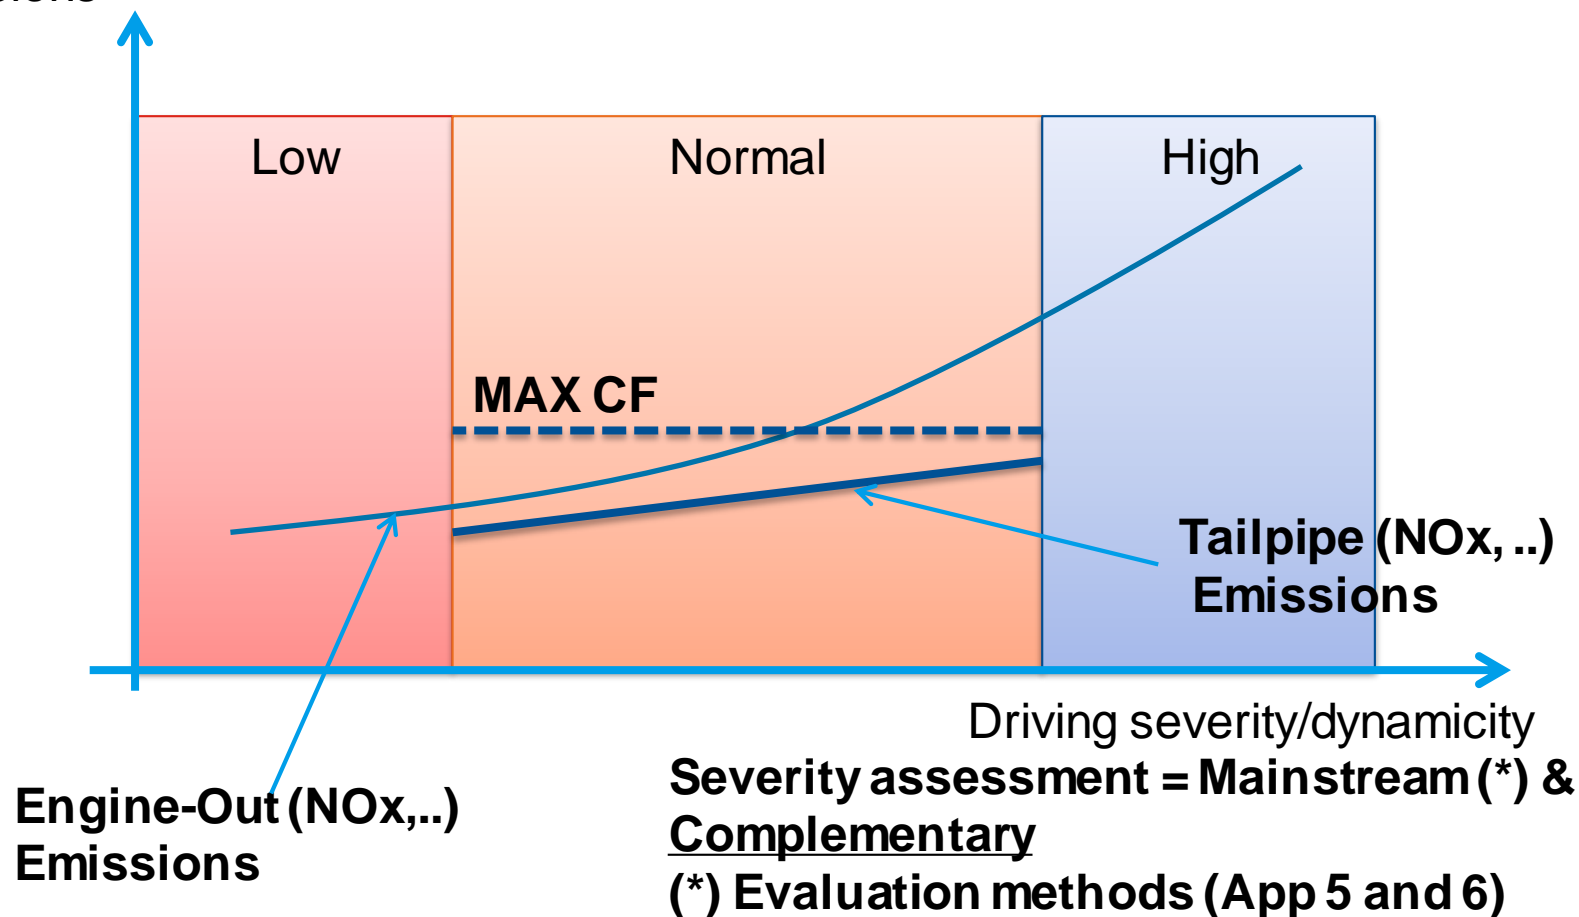 Low
Normal
High
MAX CF
Tailpipe (NOx, ..)
Emissions
Driving severity/dynamicity
Severity assessment = Mainstream (*) &
Complementary
(*) Evaluation methods (App 5 and 6)
Engine-Out (NOx,..)
Emissions